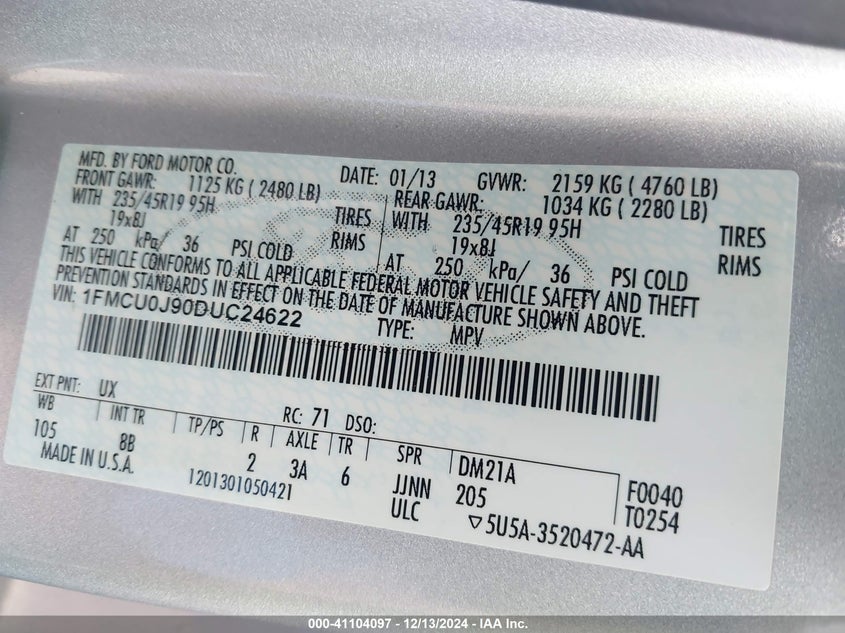 MFD. BY FORD MOTOR CO. DATE: 01/13 GVWR: 2159 KG ( 4760 LB)
FRONT GAWR: 1125 KG ( 2480 LB) REAR GAWR: 1034 KG ( 2280 LB)
WITH 235/45R19 95H TIRES WITH 235/45R19 95H TIRES
19x8J RIMS 19x8J RIMS
AT 250 kPa/ 36 PSI COLD AT 250 kPa/ 36 PSI COLD
THIS VEHICLE CONFORMS TO ALL APPLICABLE FEDERAL MOTOR VEHICLE SAFETY AND THEFT
PREVENTION STANDARDS IN EFFECT ON THE DATE OF MANUFACTURE SHOWN ABOVE.
VIN: 1FMCU0J90DUC24622 TYPE: MPV
EXT PNT: UX RC: 71 DSO:
WB INT TR TP/PS R AXLE TR SPR DM21A F0040
105 8B 2 3A 6 JJNN 205 T0254
MADE IN U.S.A. 1201301050421 ULC ▽5U5A-3520472-AA
000-41104097 - 12/13/2024 - IAA Inc.